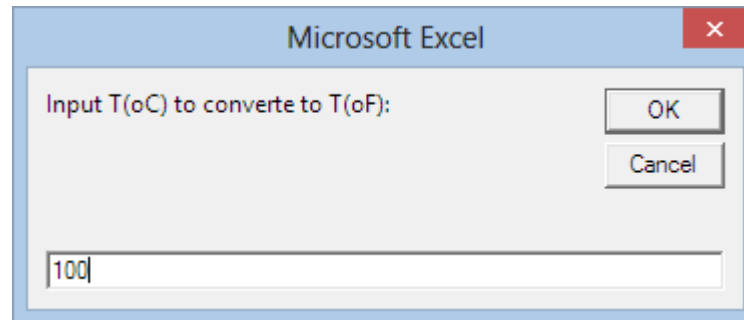 Microsoft Excel
Input T(oC) to converte to T(oF):
OK
Cancel
100